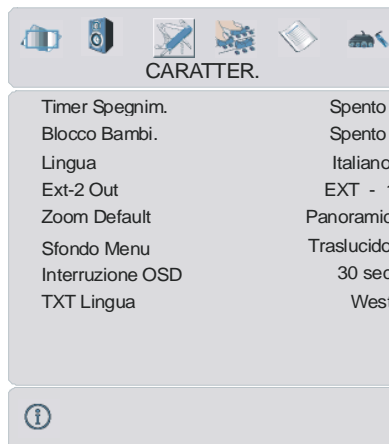 CARATTER.
Timer Spegnim. Spento
Blocco Bambi. Spento
Lingua Italiano
Ext-2 Out EXT -
Zoom Default Panoramic
Sfondo Menu Traslucido
Interruzione OSD 30 sec
TXT Lingua West